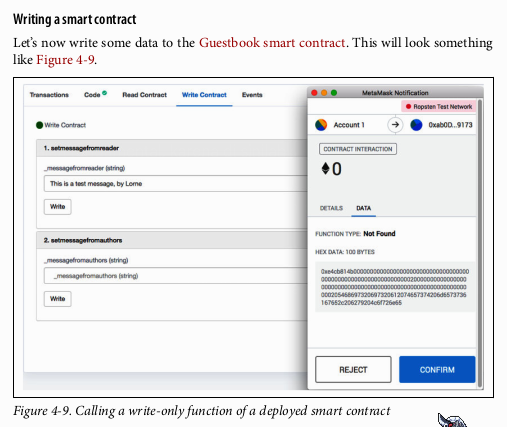 Writing a smart contract
Let's now write some data to the Guestbook smart contract. This will look something
like Figure 4-9.
Transactions Code Read Contract Write Contract Events
Write Contract
1. setmessagefromreader
_messagefromreader (string)
This is a test message, by Lorne
Write
2. setmessagefromauthors
_messagefromauthors (string)
_messagefromauthors (string)
Write
MetaMask Notification
Ropsten Test Network
Account 1 0xab0D...9173
CONTRACT INTERACTION
0
DETAILS DATA
FUNCTION TYPE: Not Found
HEX DATA: 100 BYTES
REJECT CONFIRM
Figure 4-9. Calling a write-only function of a deployed smart contract